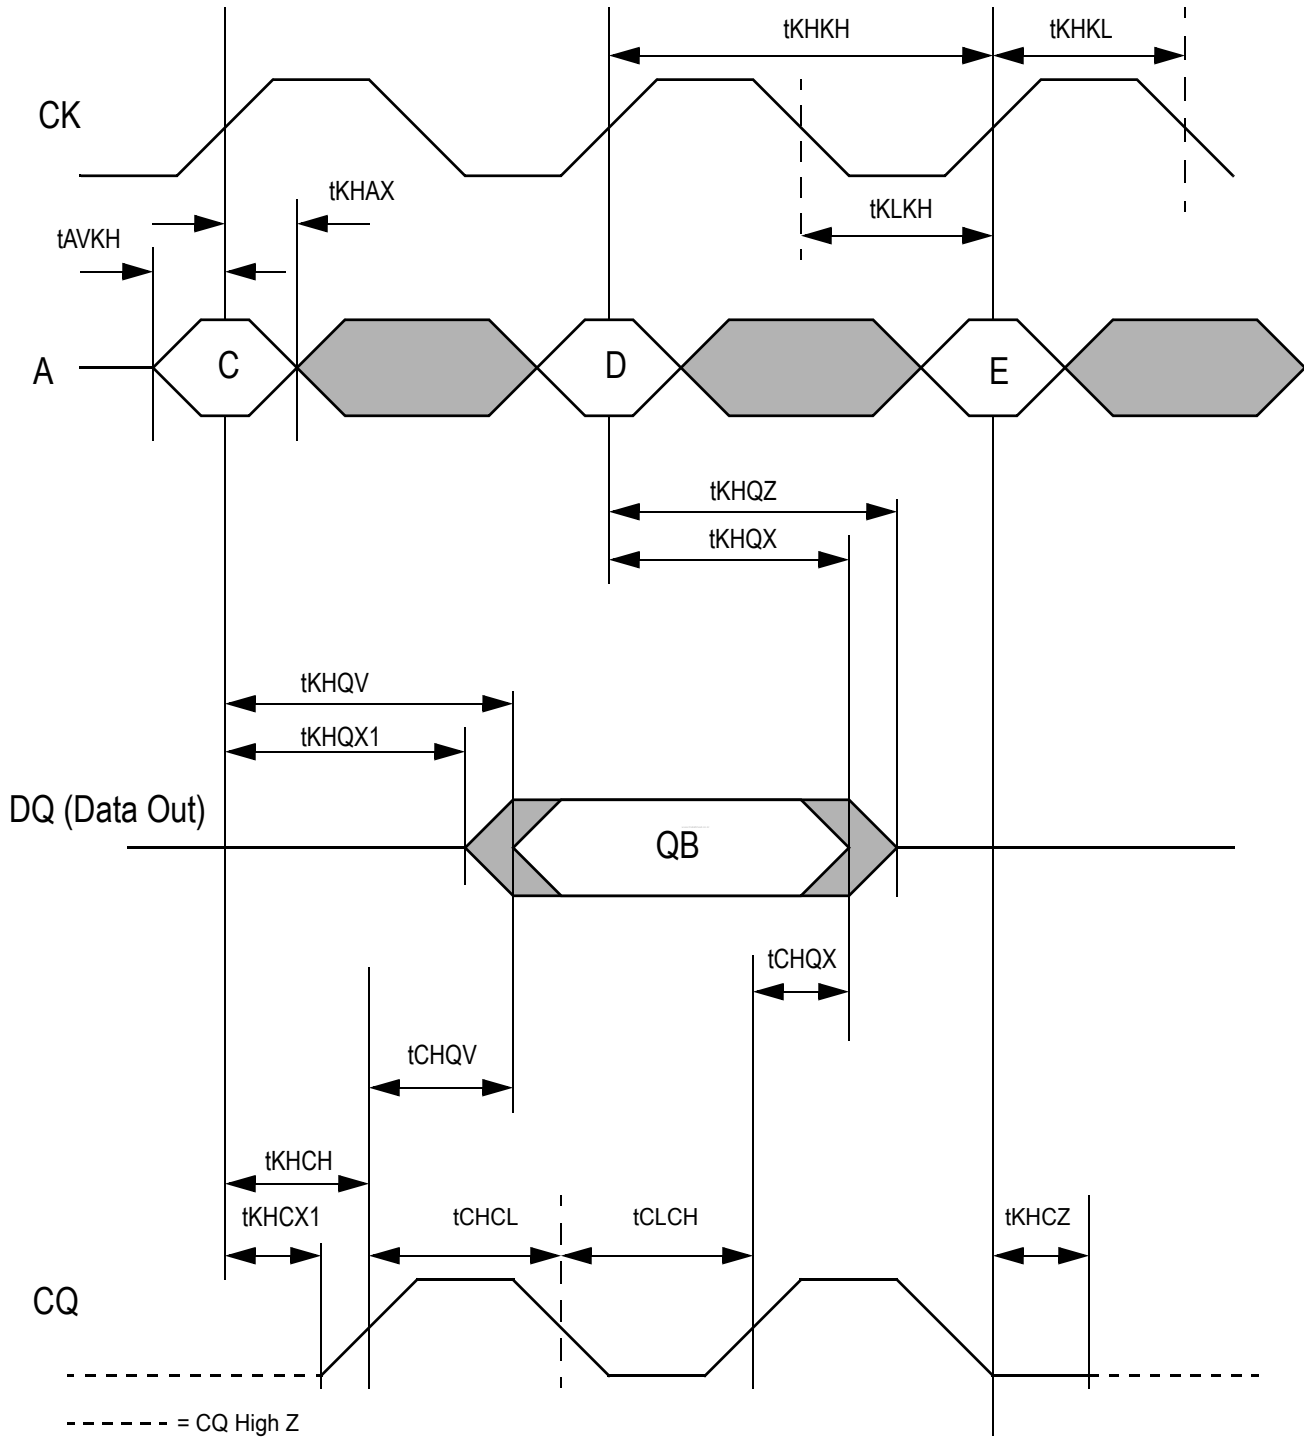 tKHKH
tKHKL
CK
tKHAX
tKLKH
tAVKH
A
C
D
E
tKHQZ
tKHQX
tKHQV
tKHQX1
DQ (Data Out)
QB
tCHQX
tCHQV
tKHCH
tKHCX1
tCHCL
tCLCH
tKHCZ
CQ
= CQ High Z